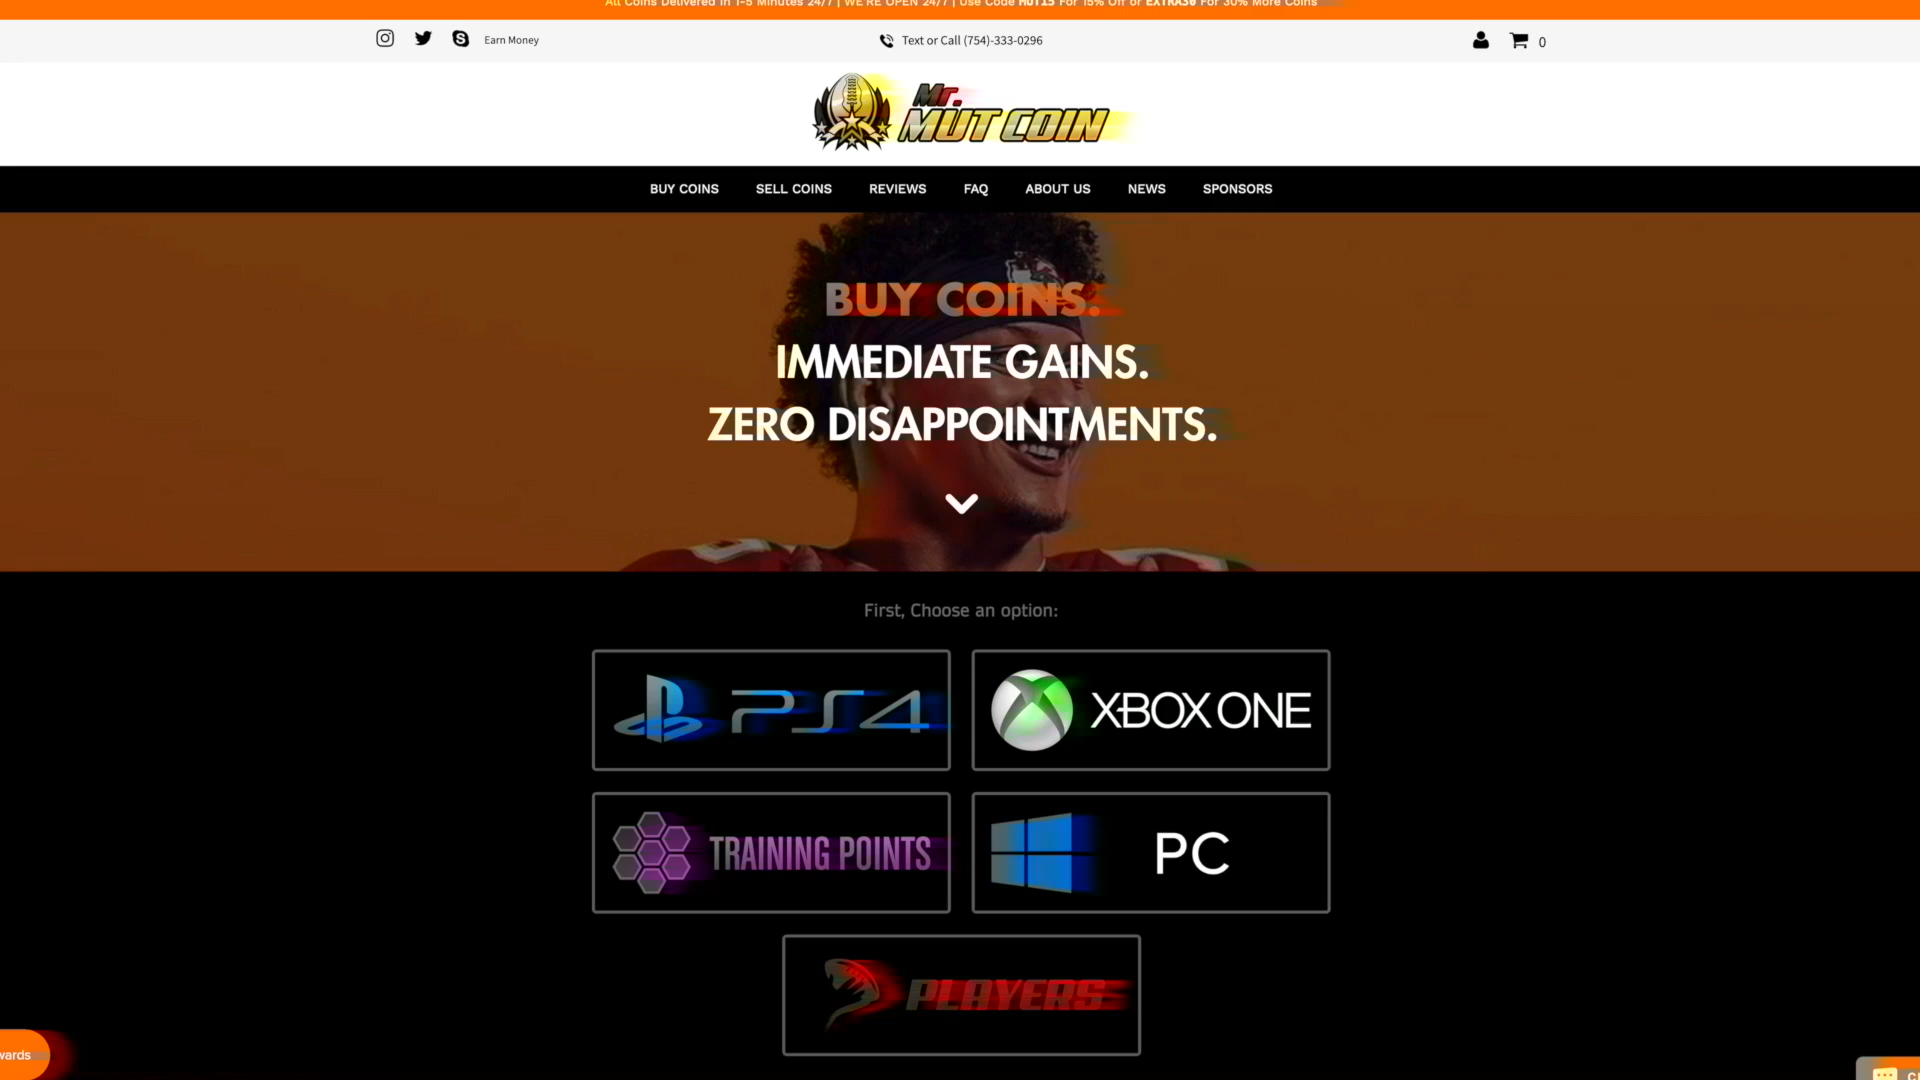 All Coins Delivered in 1-5 Minutes 24/7 | WE'RE OPEN 24/7 | Use Code MUT15 For 15% Off or EXTRA30 For 30% More Coins
Earn Money
Text or Call (754)-333-0296
0
Mr.
MUT COIN
BUY COINS
SELL COINS
REVIEWS
FAQ
ABOUT US
NEWS
SPONSORS
BUY COINS.
IMMEDIATE GAINS.
ZERO DISAPPOINTMENTS.
First, Choose an option:
PS4
XBOX ONE
TRAINING POINTS
PC
PLAYERS
wards